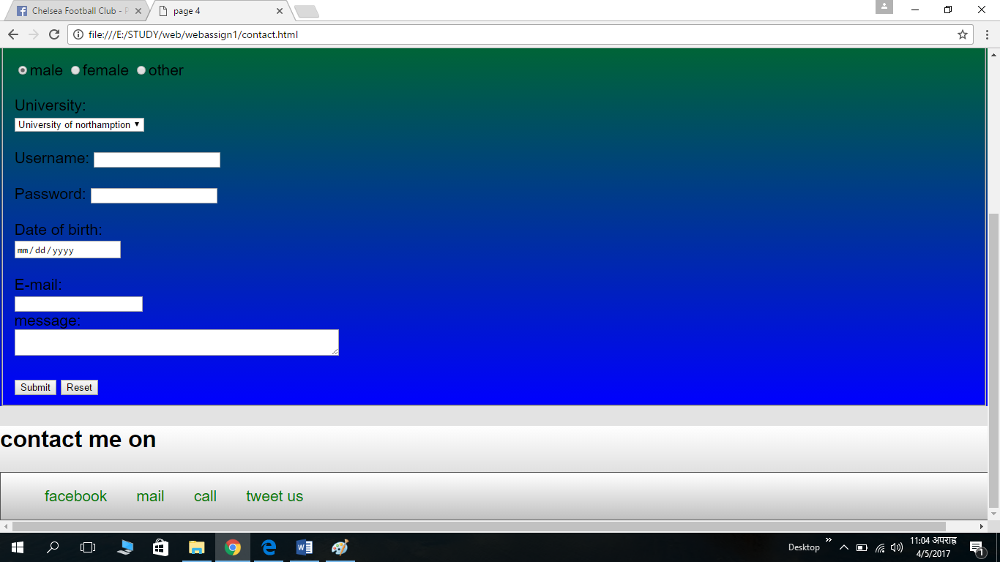 Chelsea Football Club - P
page 4
file:///E:/STUDY/web/webassign1/contact.html
male female other
University:
University of northamption
Username:
Password:
Date of birth:
mm/dd/yyyy
E-mail:
message:
Submit Reset
contact me on
facebook mail call tweet us
Desktop
11:04 अपराह्न
4/5/2017
1